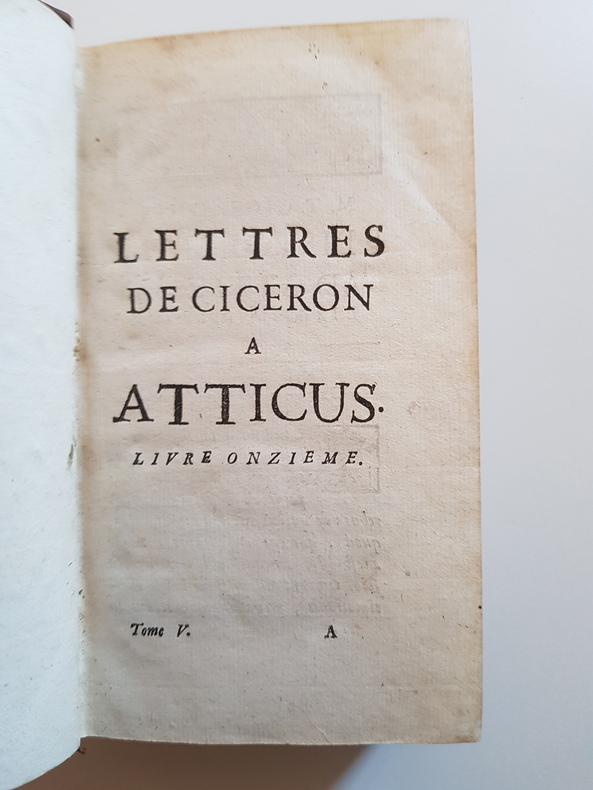 LETTRES
DE CICERON
A
ATTICUS.
LIVRE ONZIEME.
Tome V. A